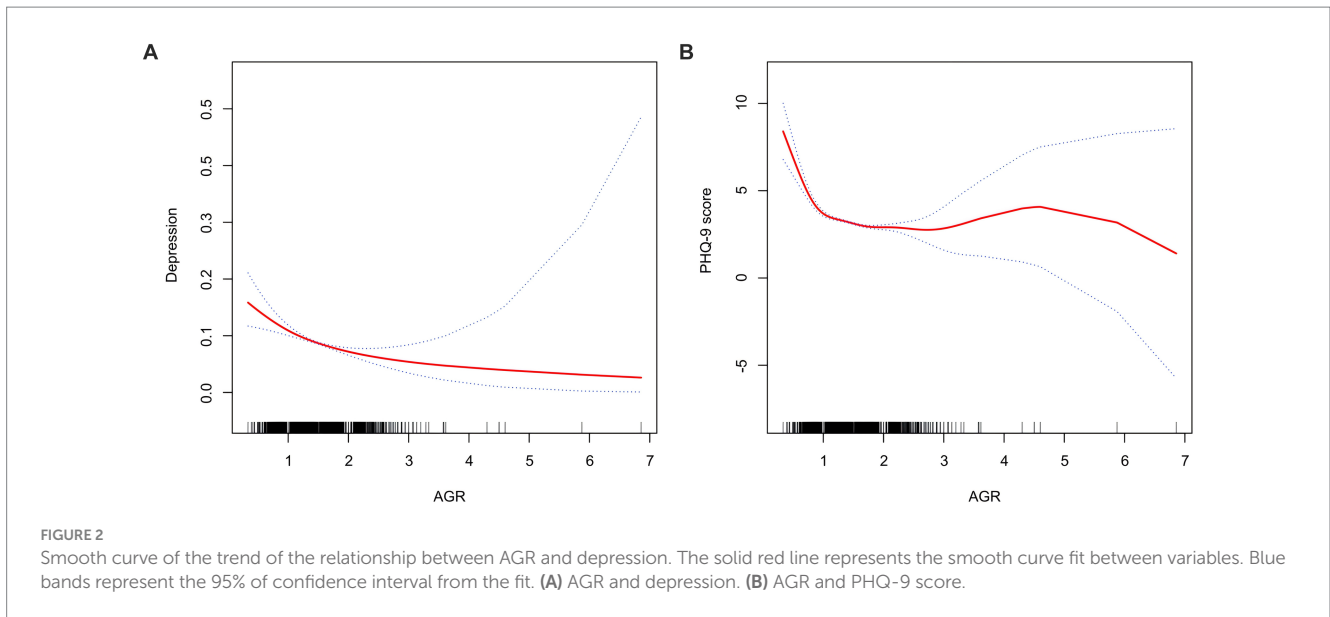 A
B
Depression
0.5
0.5
0.3
0.2
0.1
0.0
1 2 3 4 5 6 7
AGR
PHQ-9 score
10
5
0
-5
1 2 3 4 5 6 7
AGR
FIGURE 2
Smooth curve of the trend of the relationship between AGR and depression. The solid red line represents the smooth curve fit between variables. Blue
bands represent the 95% of confidence interval from the fit. (A) AGR and depression. (B) AGR and PHQ-9 score.